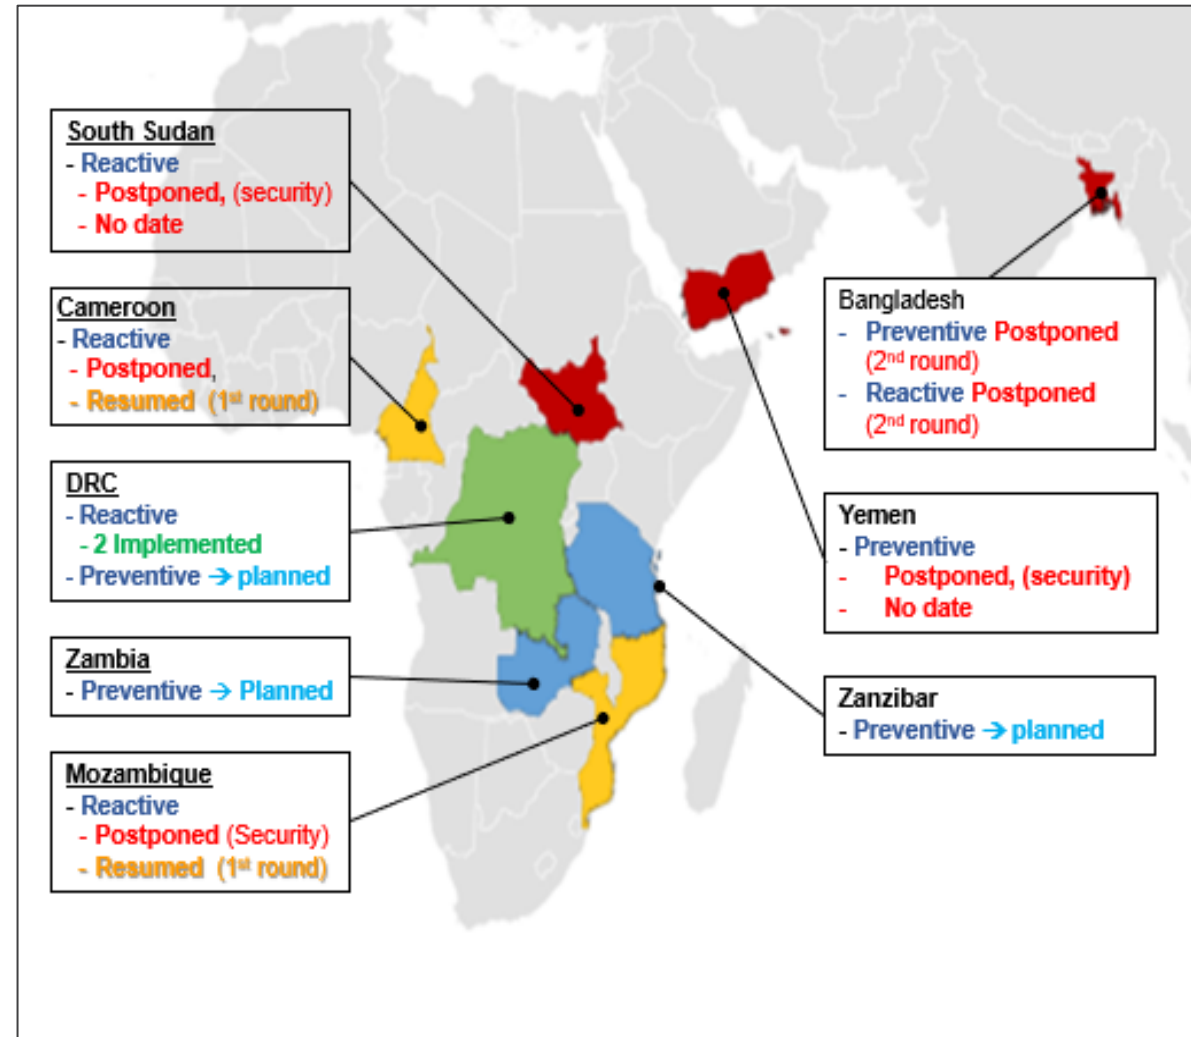 South Sudan
- Reactive
- Postponed, (security)
- No date
Cameroon
- Reactive
- Postponed,
- Resumed (1st round)
DRC
- Reactive
- 2 Implemented
- Preventive → planned
Zambia
- Preventive → Planned
Mozambique
- Reactive
- Postponed (Security)
- Resumed (1st round)
Bangladesh
- Preventive Postponed
(2nd round)
- Reactive Postponed
(2nd round)
Yemen
- Preventive
- Postponed, (security)
- No date
Zanzibar
- Preventive → planned